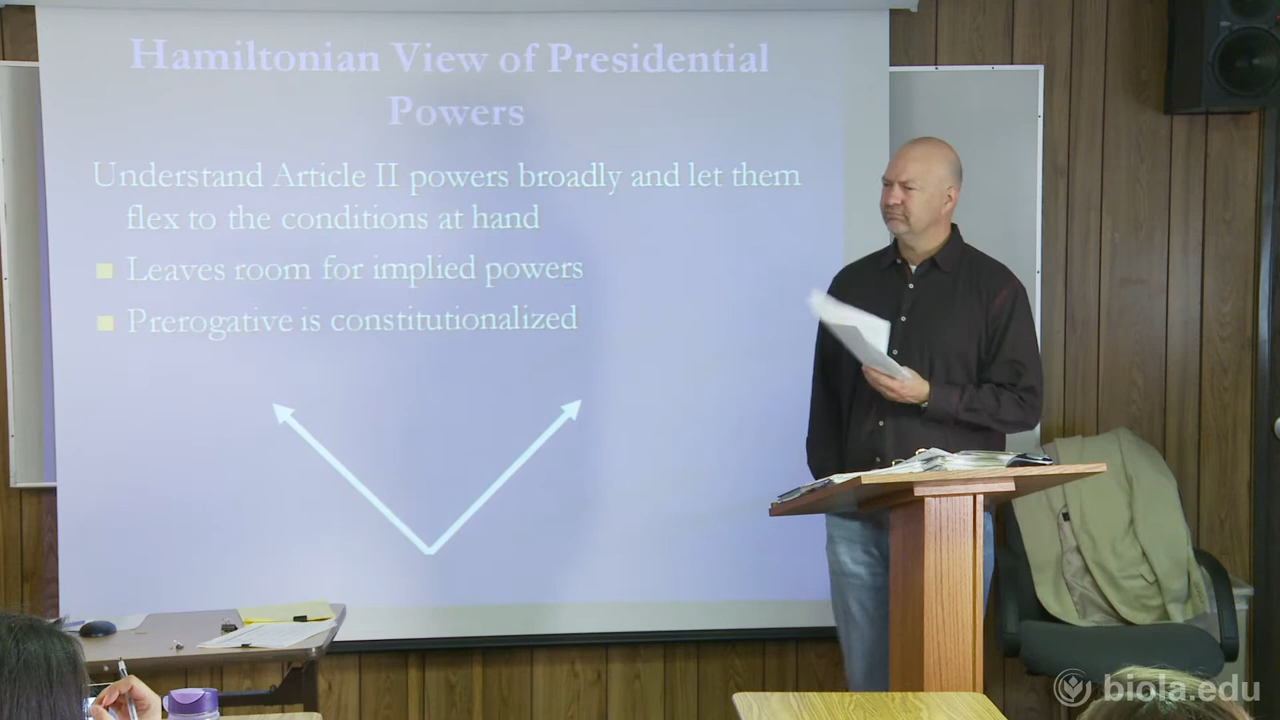 Hamiltonian View of Presidential
Powers
Understand Article II powers broadly and let them
flex to the conditions at hand
Leaves room for implied powers
Prerogative is constitutionalized
biola.edu